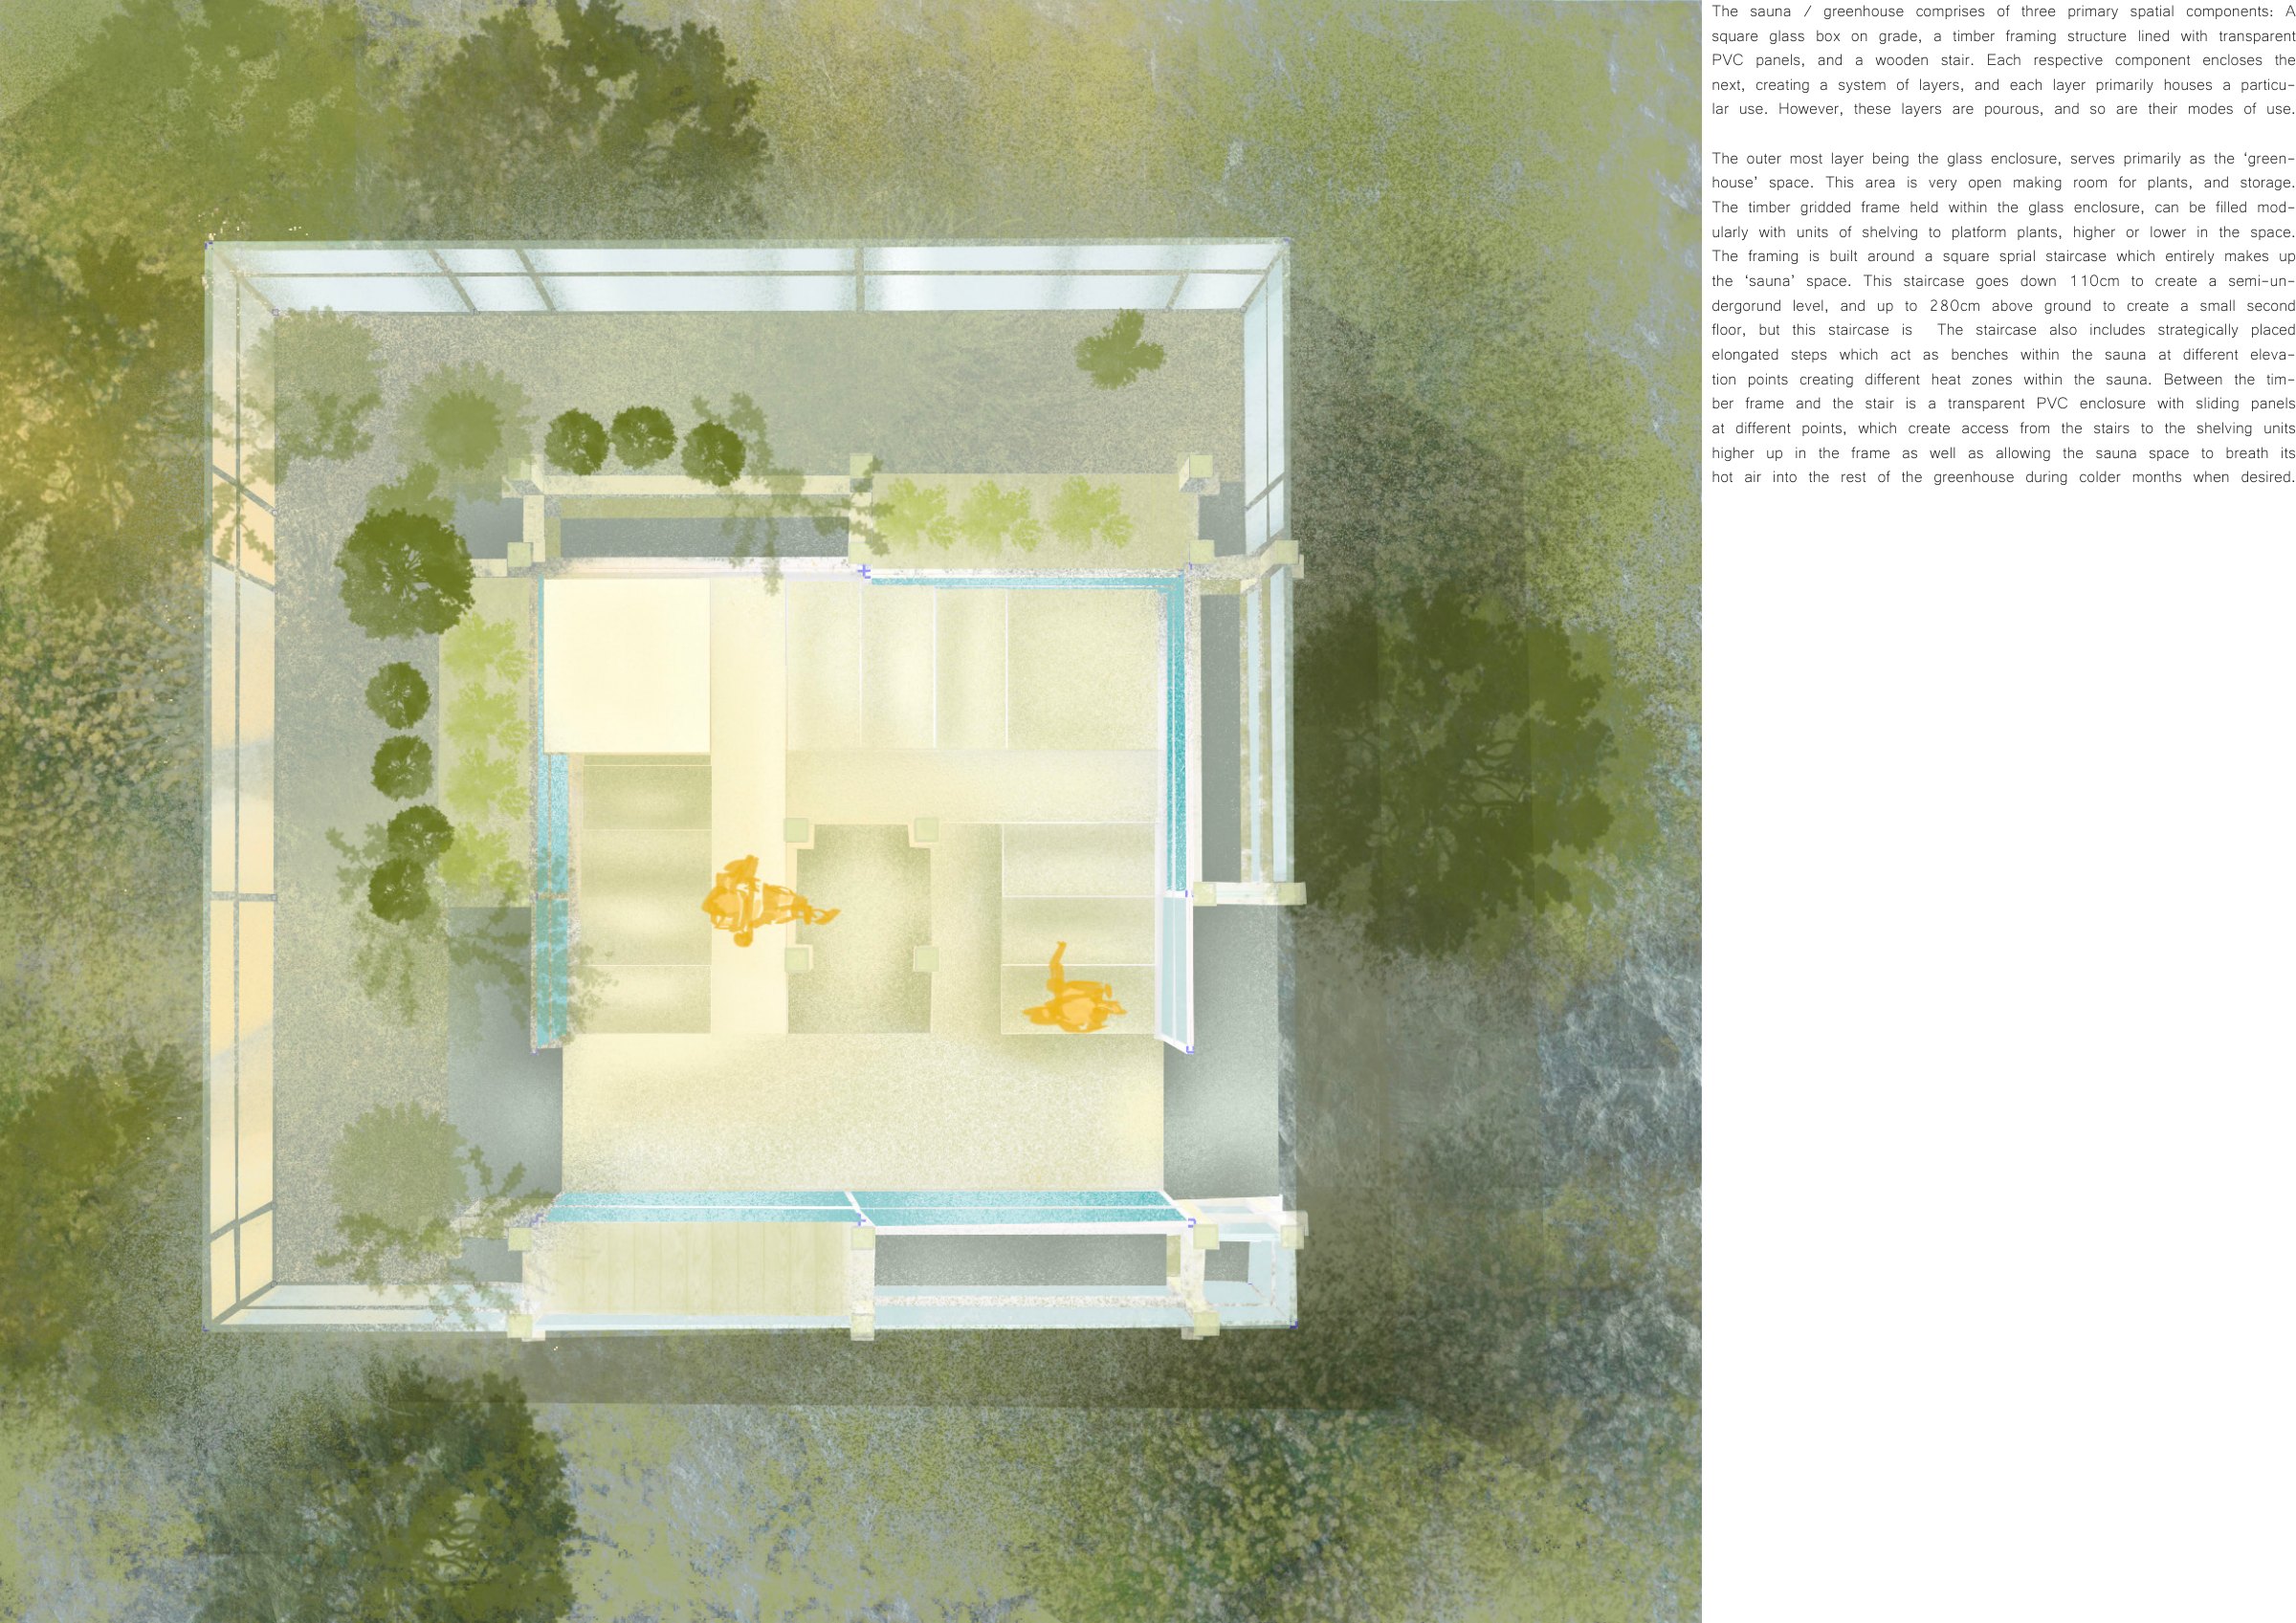 The sauna / greenhouse comprises of three primary spatial components: A
square glass box on grade, a timber framing structure lined with transparent
PVC panels, and a wooden stair. Each respective component encloses the
next, creating a system of layers, and each layer primarily houses a particu-
lar use. However, these layers are pourous, and so are their modes of use.
The outer most layer being the glass enclosure, serves primarily as the ‘green-
house’ space. This area is very open making room for plants, and storage.
The timber gridded frame held within the glass enclosure, can be filled mod-
ularly with units of shelving to platform plants, higher or lower in the space.
The framing is built around a square sprial staircase which entirely makes up
the ‘sauna’ space. This staircase goes down 110cm to create a semi-un-
dergorund level, and up to 280cm above ground to create a small second
floor, but this staircase is The staircase also includes strategically placed
elongated steps which act as benches within the sauna at different eleva-
tion points creating different heat zones within the sauna. Between the tim-
ber frame and the stair is a transparent PVC enclosure with sliding panels
at different points, which create access from the stairs to the shelving units
higher up in the frame as well as allowing the sauna space to breath its
hot air into the rest of the greenhouse during colder months when desired.